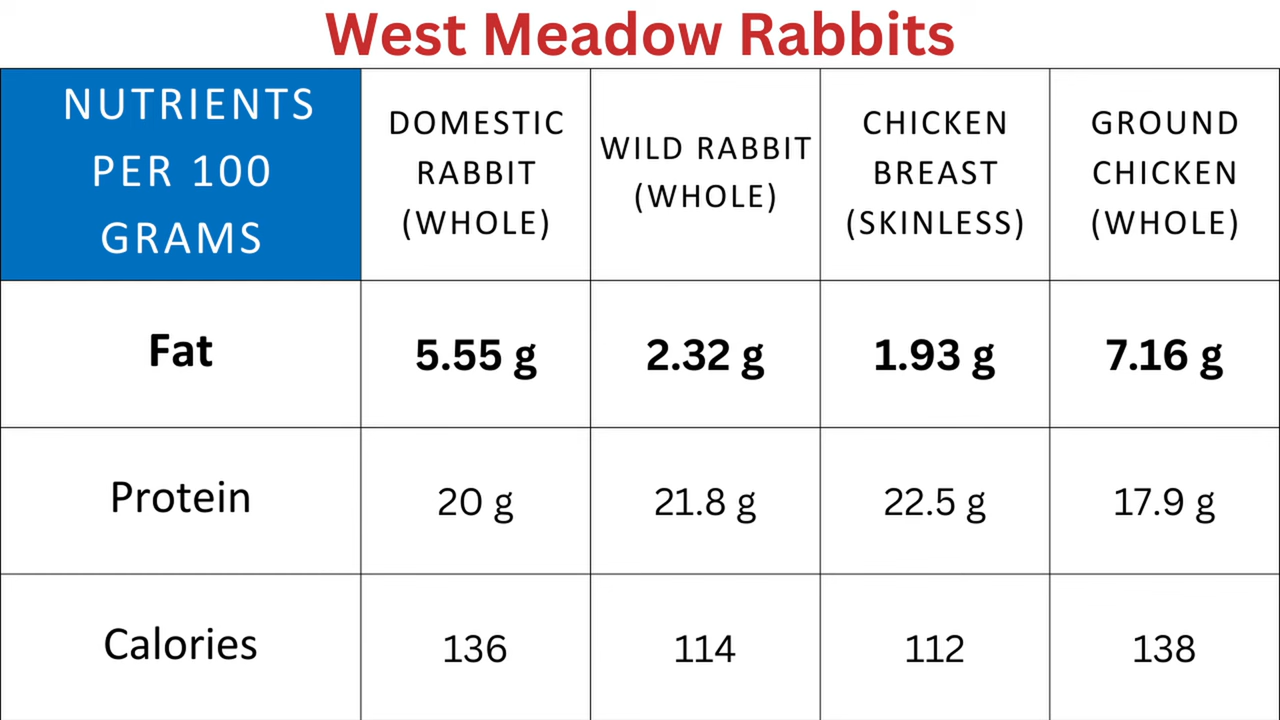 West Meadow Rabbits
NUTRIENTS
PER 100
GRAMS
DOMESTIC
RABBIT
(WHOLE)
WILD RABBIT
(WHOLE)
CHICKEN
BREAST
(SKINLESS)
GROUND
CHICKEN
(WHOLE)
Fat 5.55 g 2.32 g 1.93 g 7.16 g
Protein 20 g 21.8 g 22.5 g 17.9 g
Calories 136 114 112 138